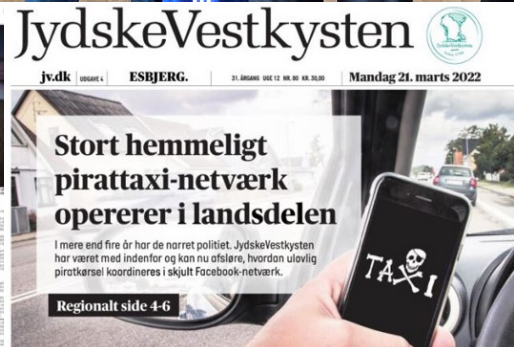 JydskeVestkysten
jv.dk UDGAVE 4 ESBJERG. 31. ÅRGANG UGE 12 NR. 80 KR. 30,00 Mandag 21. marts 2022
Stort hemmeligt
pirattaxi-netværk
opererer i landsdelen
I mere end fire år har de narret politiet. JydskeVestkysten
har været med indenfor og kan nu afsløre, hvordan ulovlig
piratkørsel koordineres i skjult Facebook-netværk.
Regionalt side 4-6
TAXI